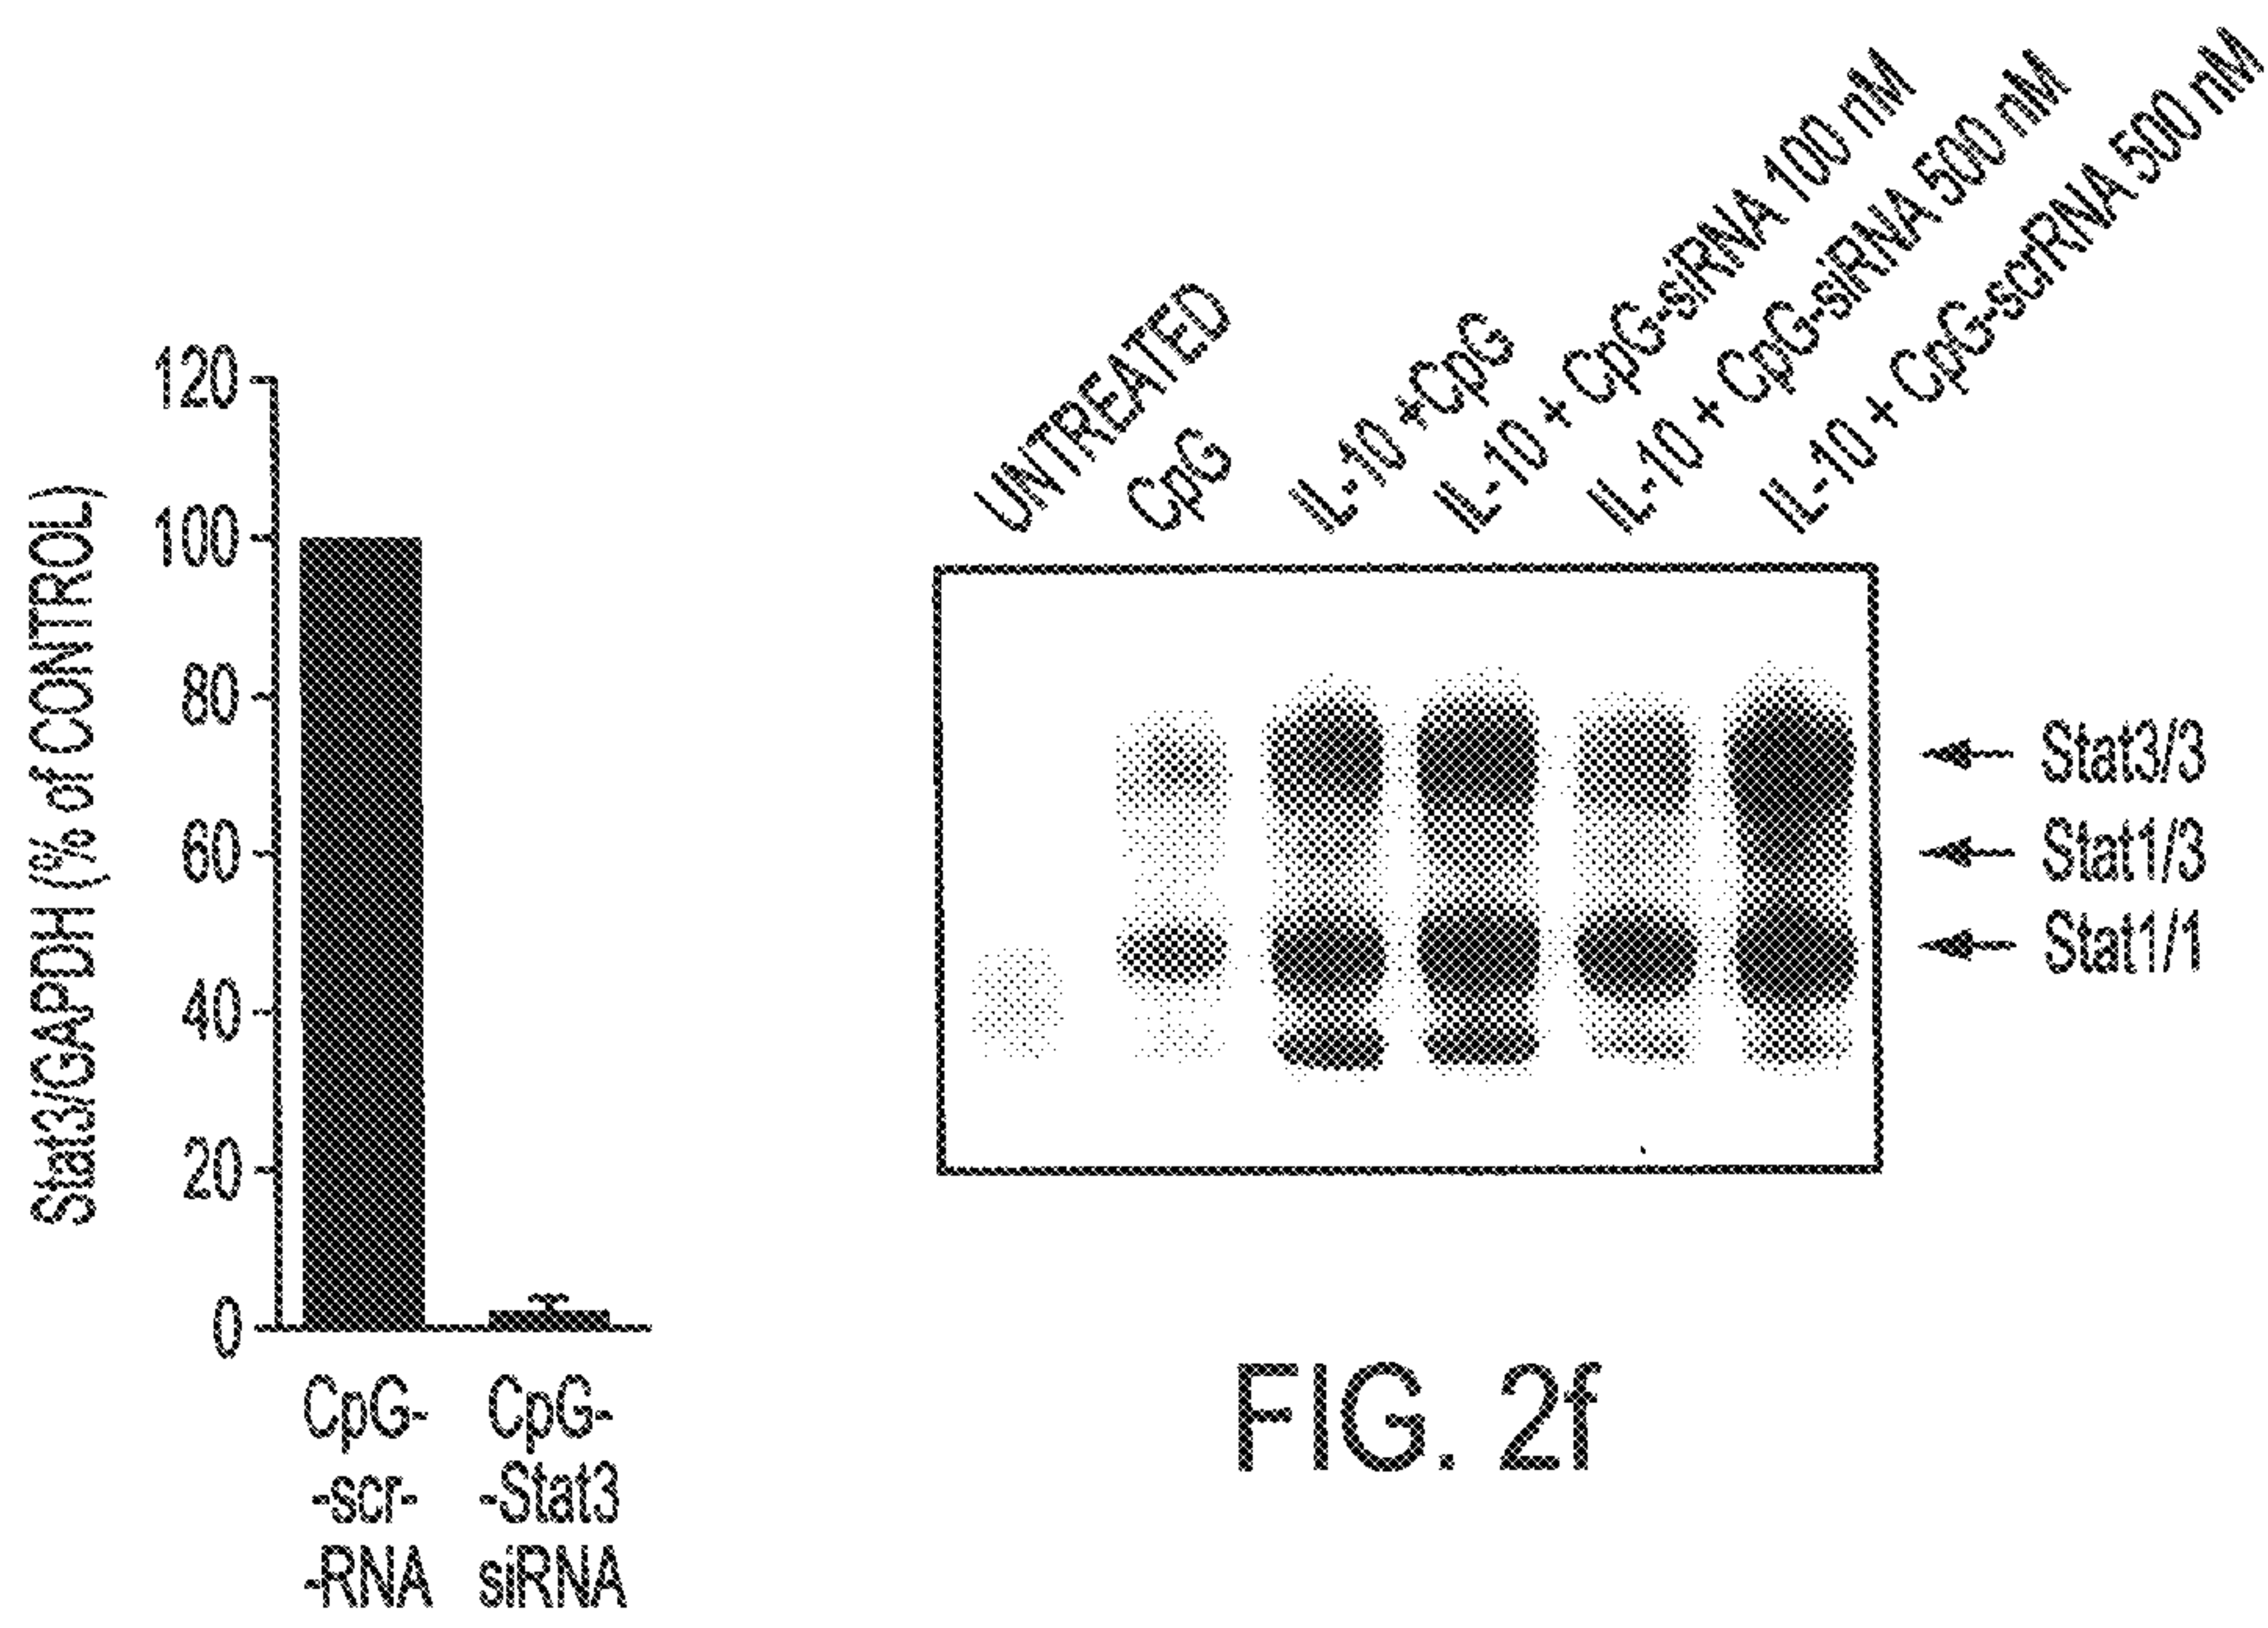 Stat3/GAPDH (% of CONTROL)
120
100
80
60
40
20
0
CpG-
-scr-
-RNA
CpG-
-Stat3
siRNA
UNTREATED
CpG
IL-10 +CpG
IL-10 + CpG-siRNA 100 nM
IL-10 + CpG-siRNA 500 nM
IL-10 + CpG-scrRNA 500 nM
Stat3/3
Stat1/3
Stat1/1
FIG. 2f